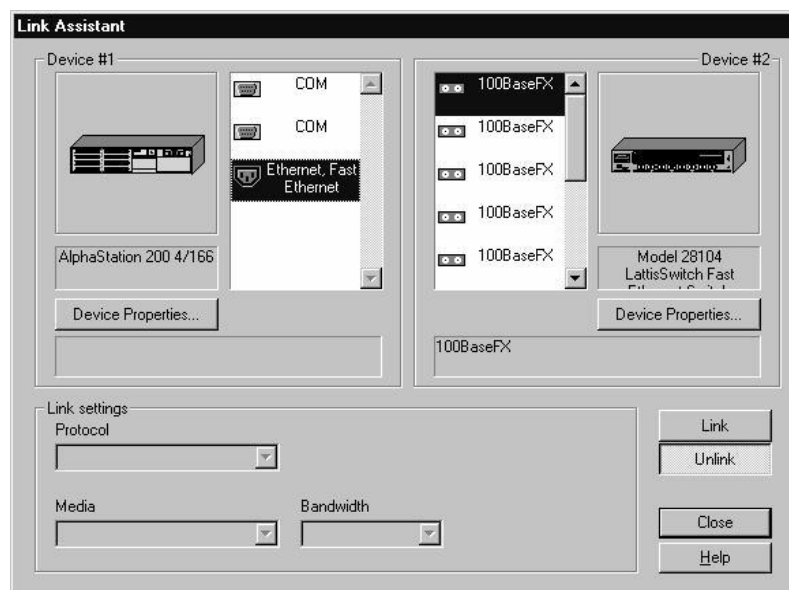 Link Assistant
Device #1
COM
COM
Ethernet, Fast
Ethernet
AlphaStation 200 4/166
Device Properties...
Device #2
100BaseFX
100BaseFX
100BaseFX
100BaseFX
100BaseFX
Model 28104
LattisSwitch Fast
Device Properties...
100BaseFX
Link settings
Protocol
Media
Bandwidth
Link
Unlink
Close
Help